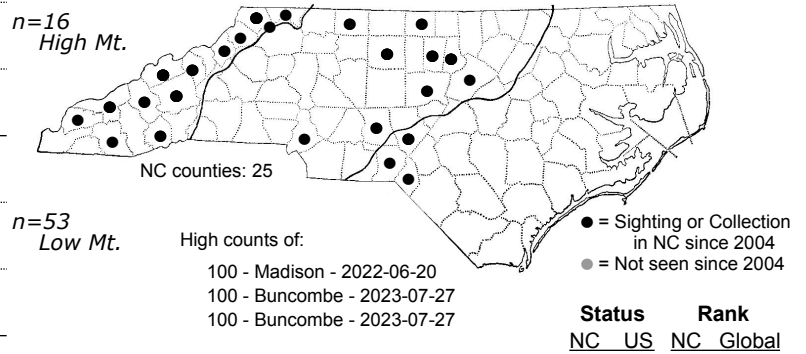 n=16
High Mt.
NC counties: 25
n=53
Low Mt.
High counts of:
100 - Madison - 2022-06-20
100 - Buncombe - 2023-07-27
100 - Buncombe - 2023-07-27
● = Sighting or Collection
in NC since 2004
● = Not seen since 2004
Status Rank
NC US NC Global